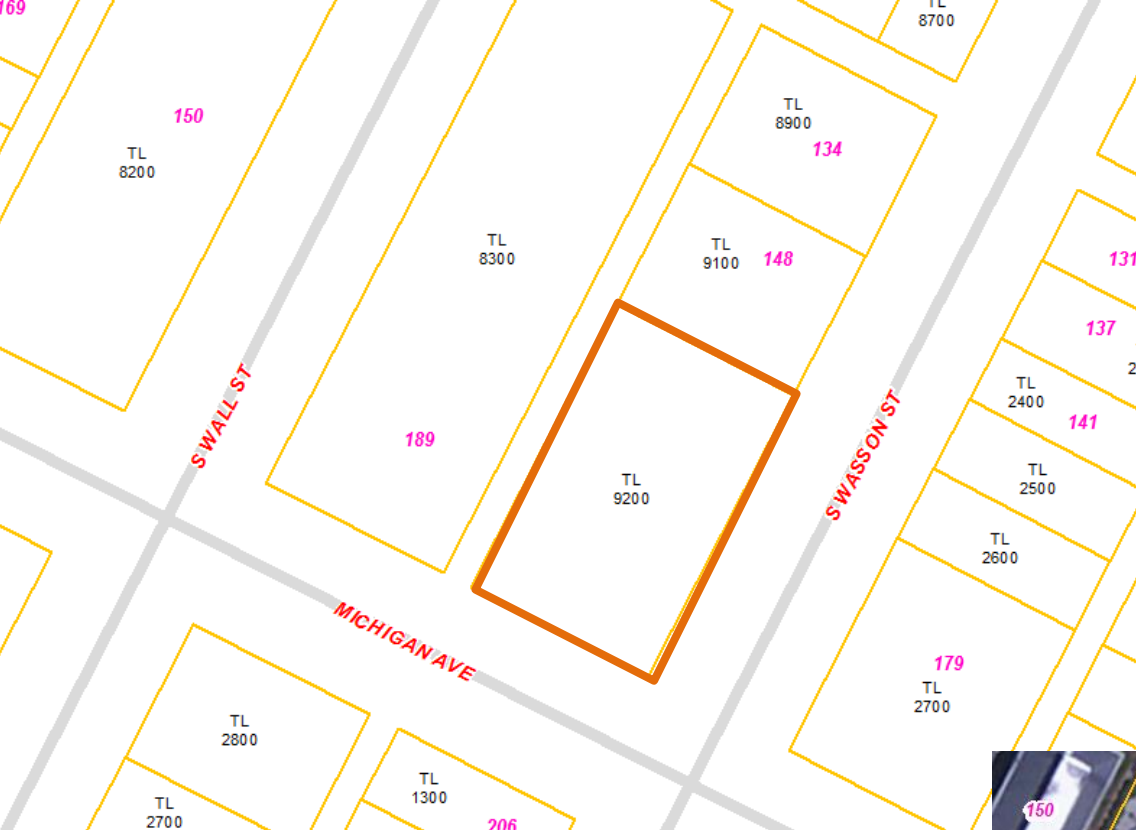 169
TL
8700
150
TL
8200
TL
8900
134
TL
8300
TL
9100
148
131
137
2
TL
2400
141
S WALL ST
S WASSON ST
189
TL
9200
TL
2500
TL
2600
MICHIGAN AVE
179
TL
2700
TL
2800
TL
1300
TL
2700
206
150